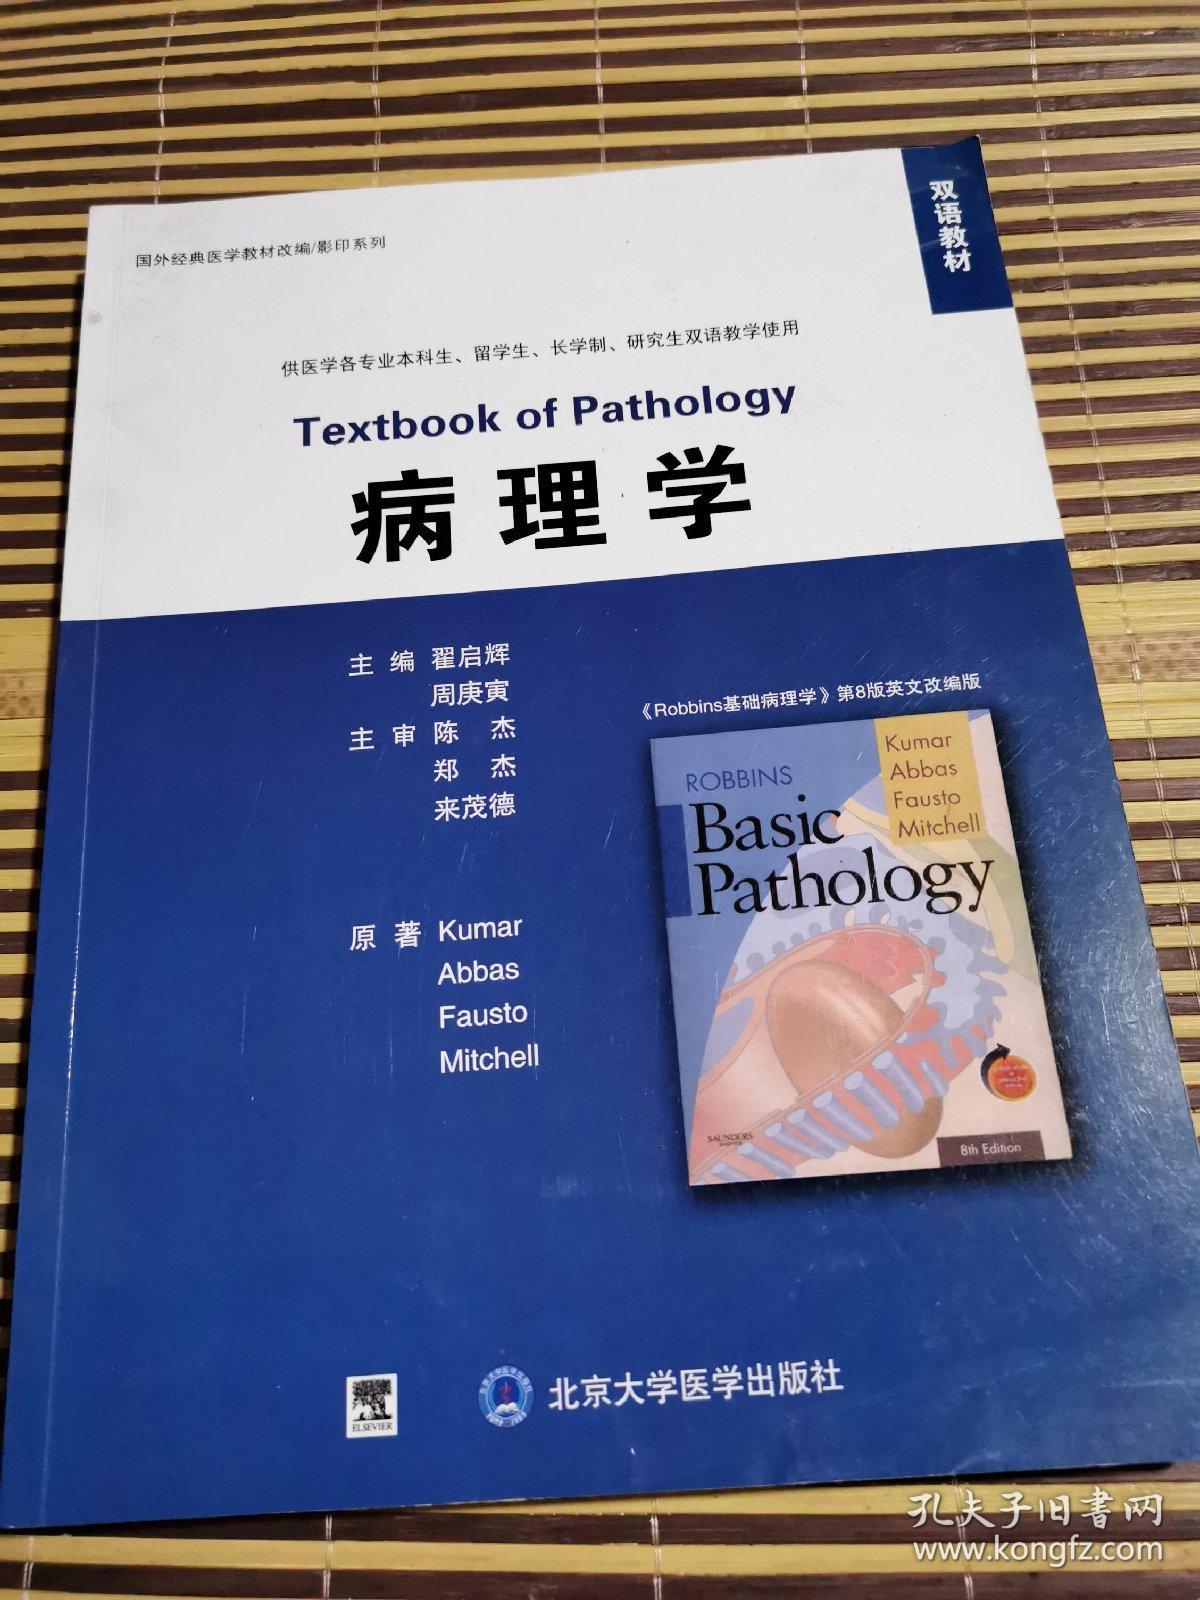 双语教材
国外经典医学教材改编/影印系列
供医学各专业本科生、留学生、长学制、研究生双语教学使用
Textbook of Pathology
病理学
主 编 翟启辉
周庚寅
主 审 陈 杰
郑 杰
来茂德
原 著 Kumar
Abbas
Fausto
Mitchell
《Robbins基础病理学》第8版英文改编版
Kumar
Abbas
Fausto
Mitchell
ROBBINS
Basic
Pathology
SAUNDERS
8th Edition
ELSEVIER
北京大学医学出版社
孔夫子旧书网
www.kongfz.com